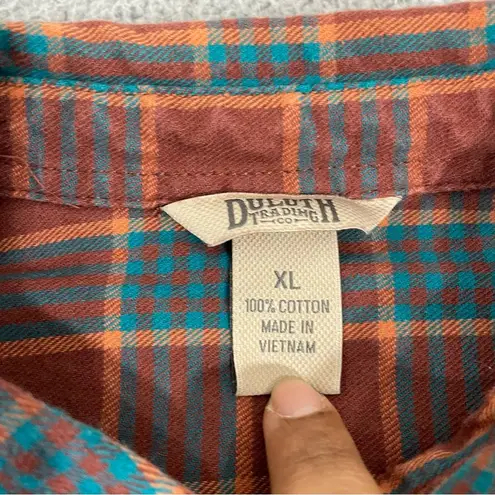 DULUTH
TRADING
CO
XL
100% COTTON
MADE IN
VIETNAM